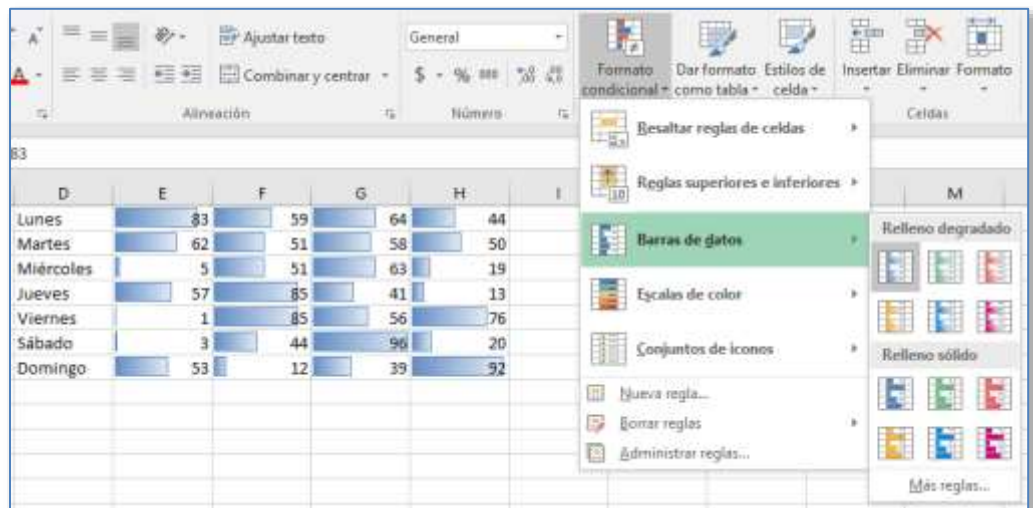 A
Ajustar texto
General
A
Combinar y centrar
$ - % 000
Formato condicional
Dar formato como tabla
Estilos de celda
Insertar Eliminar Formato
Alineación
Número
Celdas
83
D E F G H I M
Lunes 83 59 64 44
Martes 62 51 58 50
Miércoles 5 51 63 19
Jueves 57 85 41 13
Viernes 1 85 56 76
Sábado 3 44 96 20
Domingo 53 12 39 92
Resaltar reglas de celdas
Reglas superiores e inferiores
10
Barras de datos
Escalas de color
Conjuntos de iconos
Nueva regla...
Borrar reglas
Administrar reglas...
Relleno degradado
Relleno sólido
Más reglas...